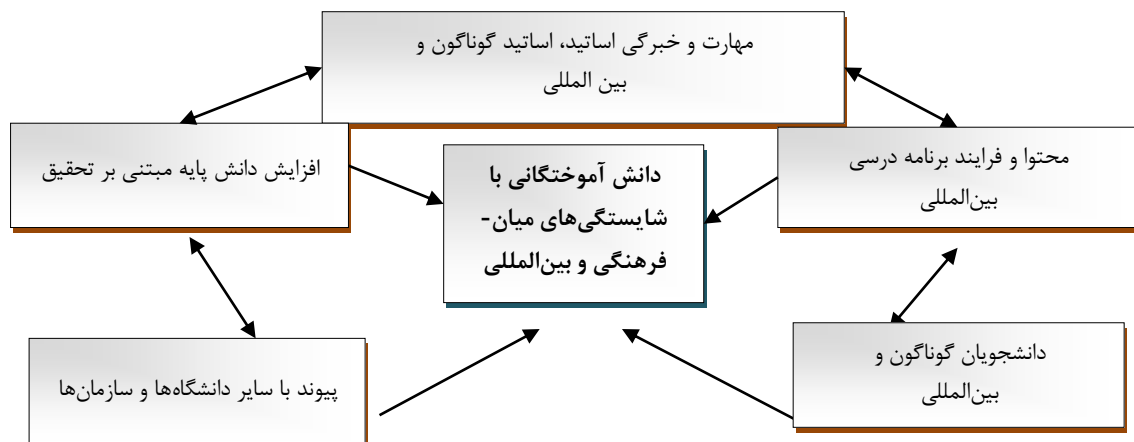 مهارت و خبرگی اساتید، اساتید گوناگون و
بین المللی
محتوا و فرایند برنامه درسی
بین‌المللی
دانش آموختگانی با
شایستگی‌های میان-
فرهنگی و بین‌المللی
افزایش دانش پایه مبتنی بر تحقیق
دانشجویان گوناگون و
بین‌المللی
پیوند با سایر دانشگاه‌ها و سازمان‌ها